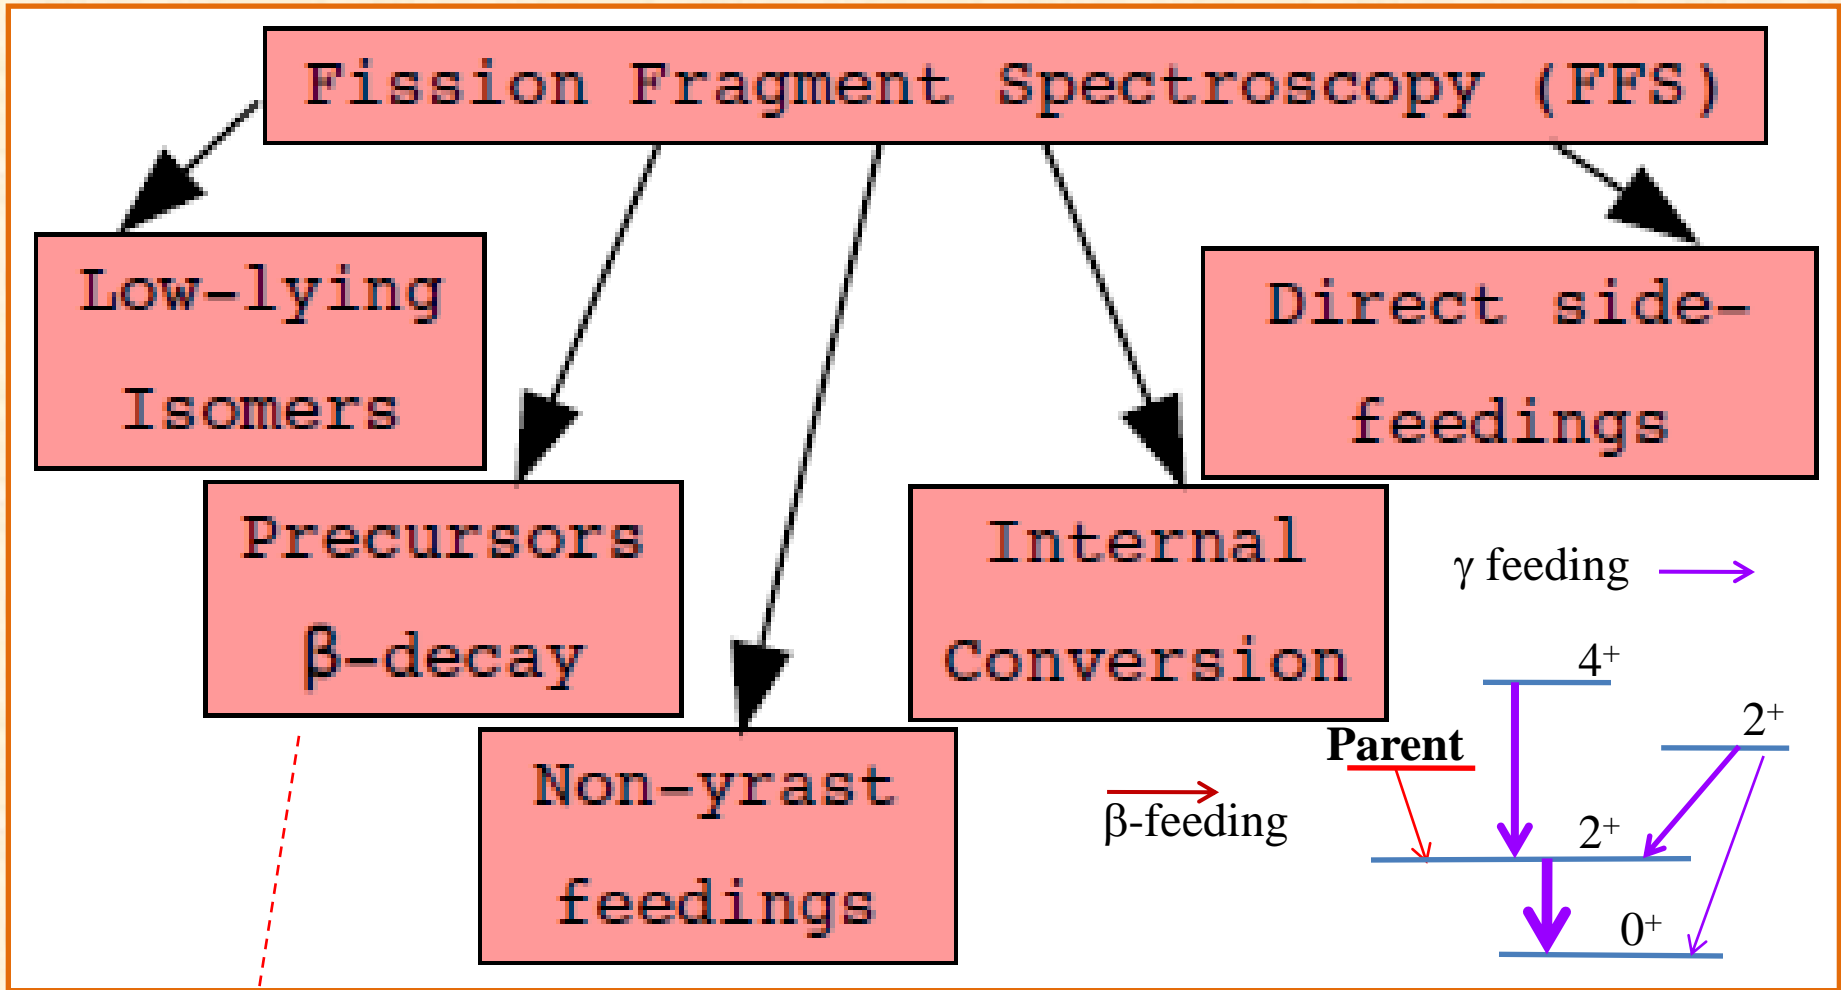 Fission Fragment Spectroscopy (FFS)
Low-lying
Isomers
Direct side-
feedings
Precursors
β-decay
Internal
Conversion
Non-yrast
feedings
γ feeding
4⁺
2⁺
Parent
β-feeding
2⁺
0⁺